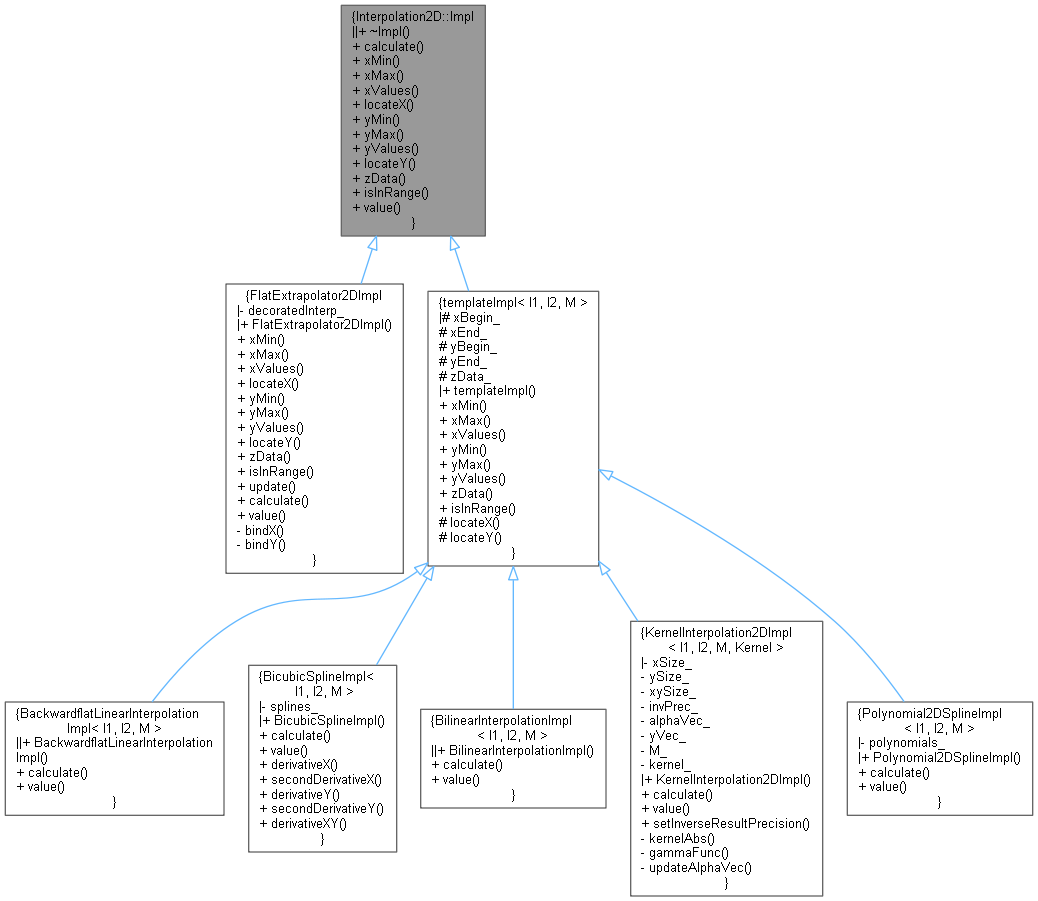 {Interpolation2D::Impl
||+ ~Impl()
+ calculate()
+ xMin()
+ xMax()
+ xValues()
+ locateX()
+ yMin()
+ yMax()
+ yValues()
+ locateY()
+ zData()
+ isInRange()
+ value()
}
{FlatExtrapolator2DImpl
|- decoratedInterp_
|+ FlatExtrapolator2DImpl()
+ xMin()
+ xMax()
+ xValues()
+ locateX()
+ yMin()
+ yMax()
+ yValues()
+ locateY()
+ zData()
+ isInRange()
+ update()
+ calculate()
+ value()
- bindX()
- bindY()
}
{templateImpl< I1, I2, M >
|# xBegin_
# xEnd_
# yBegin_
# yEnd_
# zData_
|+ templateImpl()
+ xMin()
+ xMax()
+ xValues()
+ yMin()
+ yMax()
+ yValues()
+ zData()
+ isInRange()
# locateX()
# locateY()
}
{BackwardflatLinearInterpolation
Impl< I1, I2, M >
||+ BackwardflatLinearInterpolation
Impl()
+ calculate()
+ value()
}
{BicubicSplineImpl<
I1, I2, M >
|- splines_
|+ BicubicSplineImpl()
+ calculate()
+ value()
+ derivativeX()
+ secondDerivativeX()
+ derivativeY()
+ secondDerivativeY()
+ derivativeXY()
}
{BilinearInterpolationImpl
< I1, I2, M >
||+ BilinearInterpolationImpl()
+ calculate()
+ value()
}
{KernelInterpolation2DImpl
< I1, I2, M, Kernel >
|- xSize_
- ySize_
- xySize_
- invPrec_
- alphaVec_
- yVec_
- M_
- kernel_
|+ KernelInterpolation2DImpl()
+ calculate()
+ value()
+ setInverseResultPrecision()
- kernelAbs()
- gammaFunc()
- updateAlphaVec()
}
{Polynomial2DSplineImpl
< I1, I2, M >
|- polynomials_
|+ Polynomial2DSplineImpl()
+ calculate()
+ value()
}